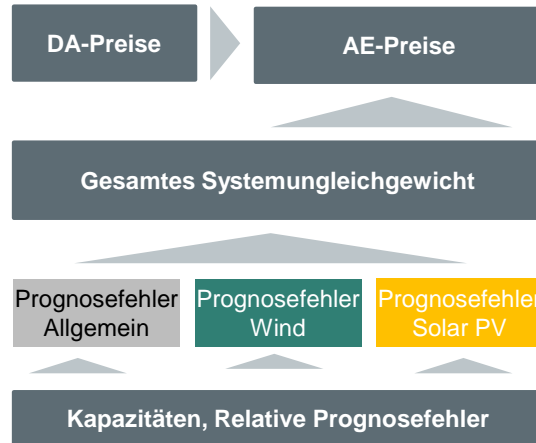 DA-Preise
AE-Preise
Gesamtes Systemungleichgewicht
Prognosefehler
Allgemein
Prognosefehler
Wind
Prognosefehler
Solar PV
Kapazitäten, Relative Prognosefehler